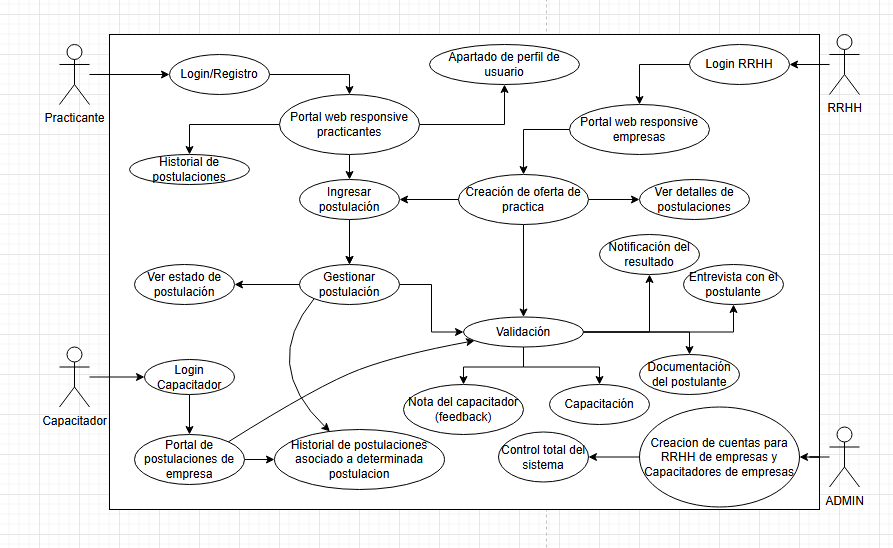 Apartado de perfil de
usuario
Login/Registro
Login RRHH
Practicante
RRHH
Portal web responsive
practicantes
Portal web responsive
empresas
Historial de
postulaciones
Ingresar
postulación
Creación de oferta de
practica
Ver detalles de
postulaciones
Notificación del
resultado
Ver estado de
postulación
Gestionar
postulación
Entrevista con el
postulante
Validación
Login
Capacitador
Documentación
del postulante
Capacitador
Nota del capacitador
(feedback)
Capacitación
Portal de
postulaciones de
empresa
Historial de postulaciones
asociado a determinada
postulacion
Control total del
sistema
Creacion de cuentas para
RRHH de empresas y
Capacitadores de empresas
ADMIN